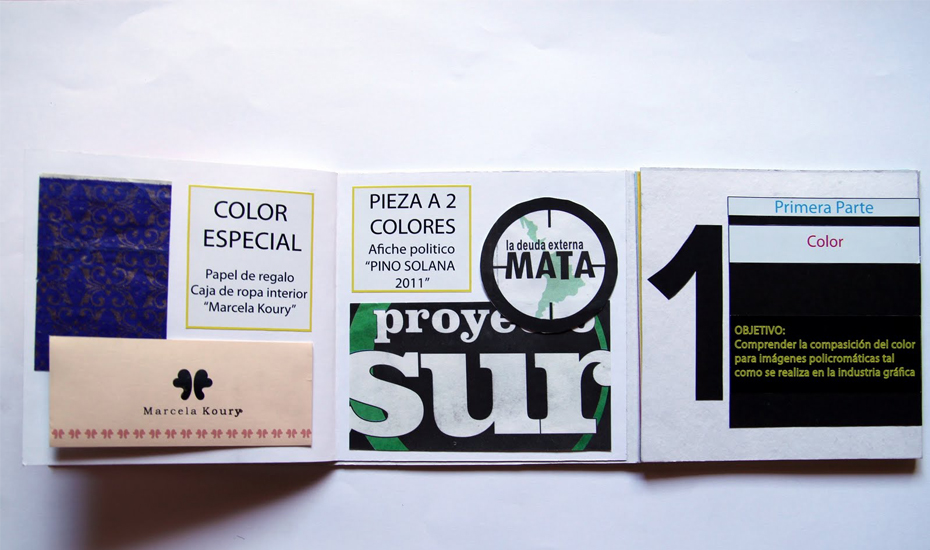 COLOR
ESPECIAL
Papel de regalo
Caja de ropa interior
“Marcela Koury”
Marcela Koury
PIEZA A 2
COLORES
Afiche politico
“PINO SOLANA
2011”
la deuda externa
MATA
sur
1
Primera Parte
Color
OBJETIVO:
Comprender la compasición del color
para imágenes policromáticas tal
como se realiza en la industria gráfica